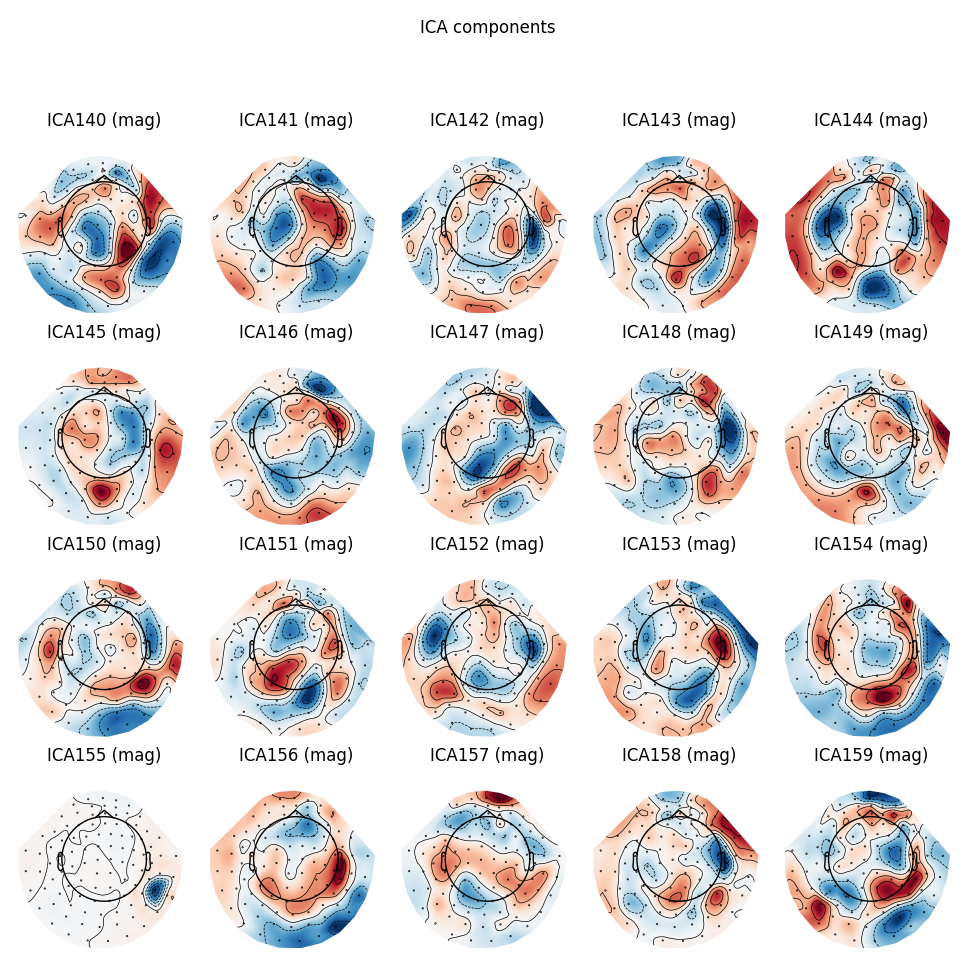 ICA components
ICA140 (mag) ICA141 (mag) ICA142 (mag) ICA143 (mag) ICA144 (mag)
ICA145 (mag) ICA146 (mag) ICA147 (mag) ICA148 (mag) ICA149 (mag)
ICA150 (mag) ICA151 (mag) ICA152 (mag) ICA153 (mag) ICA154 (mag)
ICA155 (mag) ICA156 (mag) ICA157 (mag) ICA158 (mag) ICA159 (mag)